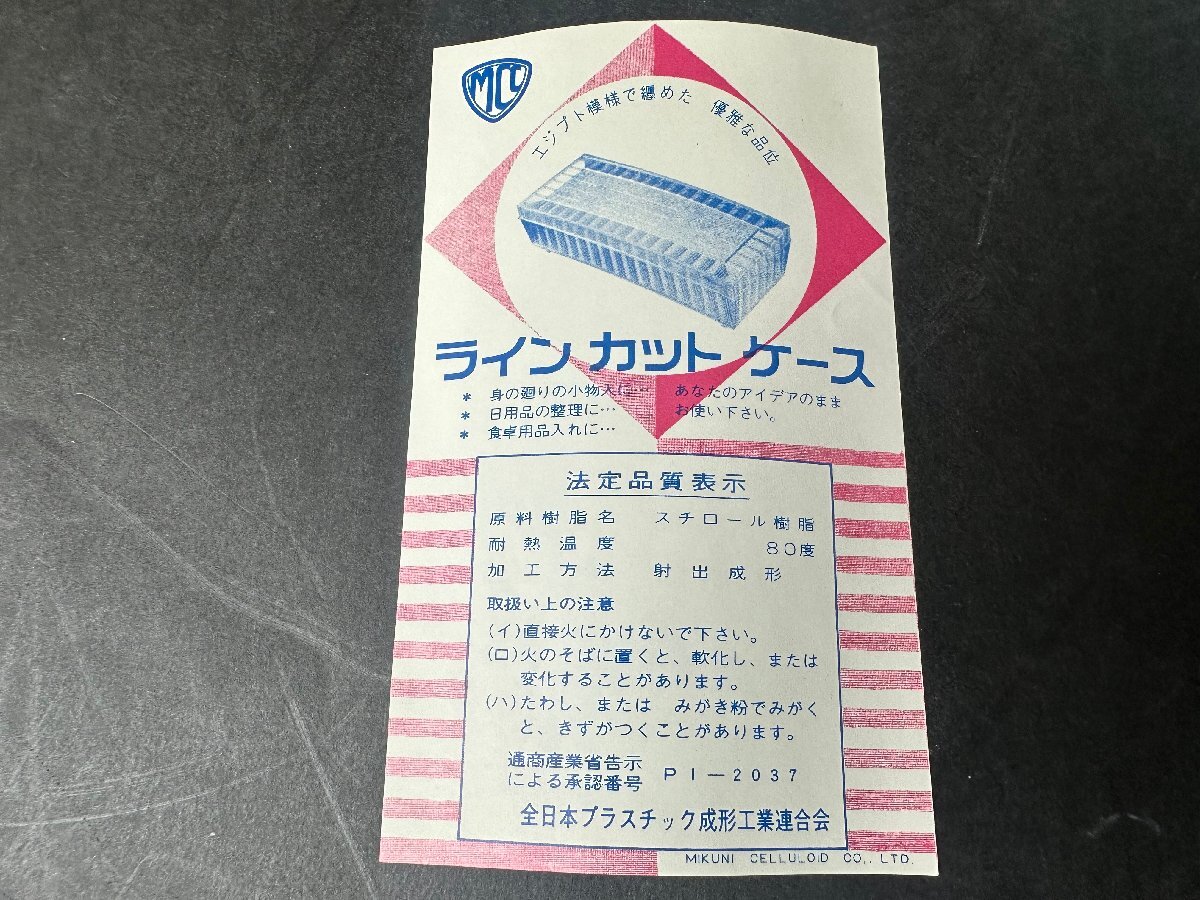 MCC
エジプト模様で纒めた 優雅な品位
ライン カット ケース
* 身の廻りの小物入に…
* 日用品の整理に…
* 食卓用品入れに…
あなたのアイデアのまま
お使い下さい。
法定品質表示
原料樹脂名 スチロール樹脂
耐熱温度 80度
加工方法 射出成形
取扱い上の注意
(イ)直接火にかけないで下さい。
(ロ)火のそばに置くと、軟化し、または
変化することがあります。
(ハ)たわし、または みがき粉でみがく
と、きずがつくことがあります。
通商産業省告示
による承認番号 PI-2037
全日本プラスチック成形工業連合会
MIKUNI CELLULOID CO,. LTD.